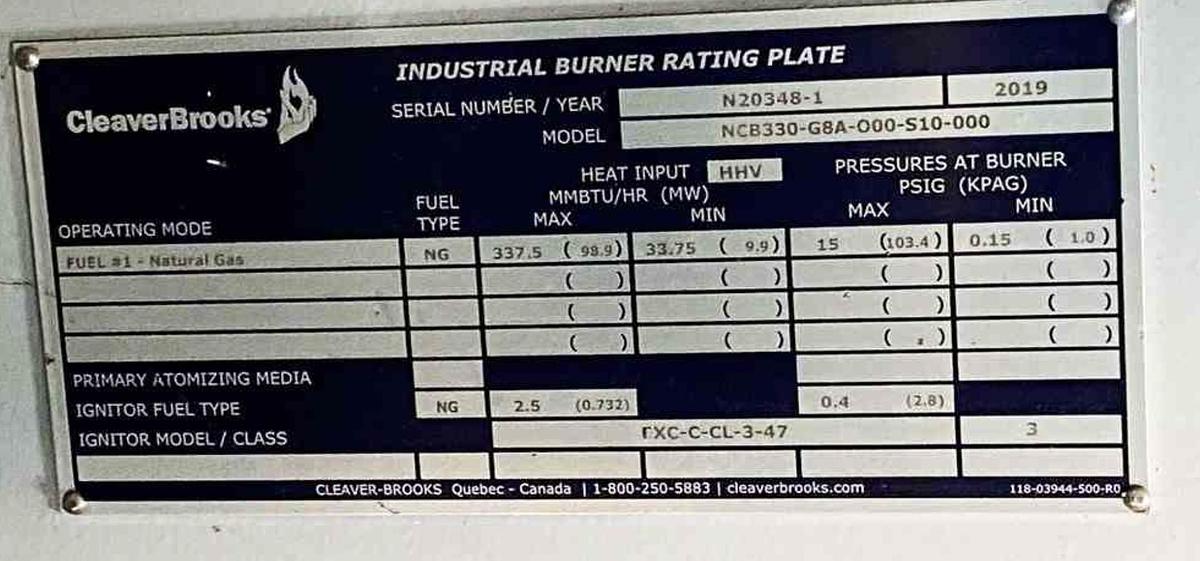 CleaverBrooks
INDUSTRIAL BURNER RATING PLATE
SERIAL NUMBER / YEAR N20348-1 2019
MODEL NCB330-G8A-O00-S10-000
HEAT INPUT HHV PRESSURES AT BURNER
MMBTU/HR (MW) PSIG (KPAG)
OPERATING MODE FUEL TYPE MAX MIN MAX MIN
FUEL #1 - Natural Gas NG 337.5 ( 98.9) 33.75 ( 9.9) 15 (103.4) 0.15 ( 1.0 )
( ) ( ) ( ) ( )
( ) ( ) ( ) ( )
( ) ( ) ( ) ( )
PRIMARY ATOMIZING MEDIA
IGNITOR FUEL TYPE NG 2.5 (0.732) 0.4 (2.8)
IGNITOR MODEL / CLASS XC-C-CL-3-47 3
CLEAVER-BROOKS Quebec - Canada | 1-800-250-5883 | cleaverbrooks.com 118-03944-500-R0